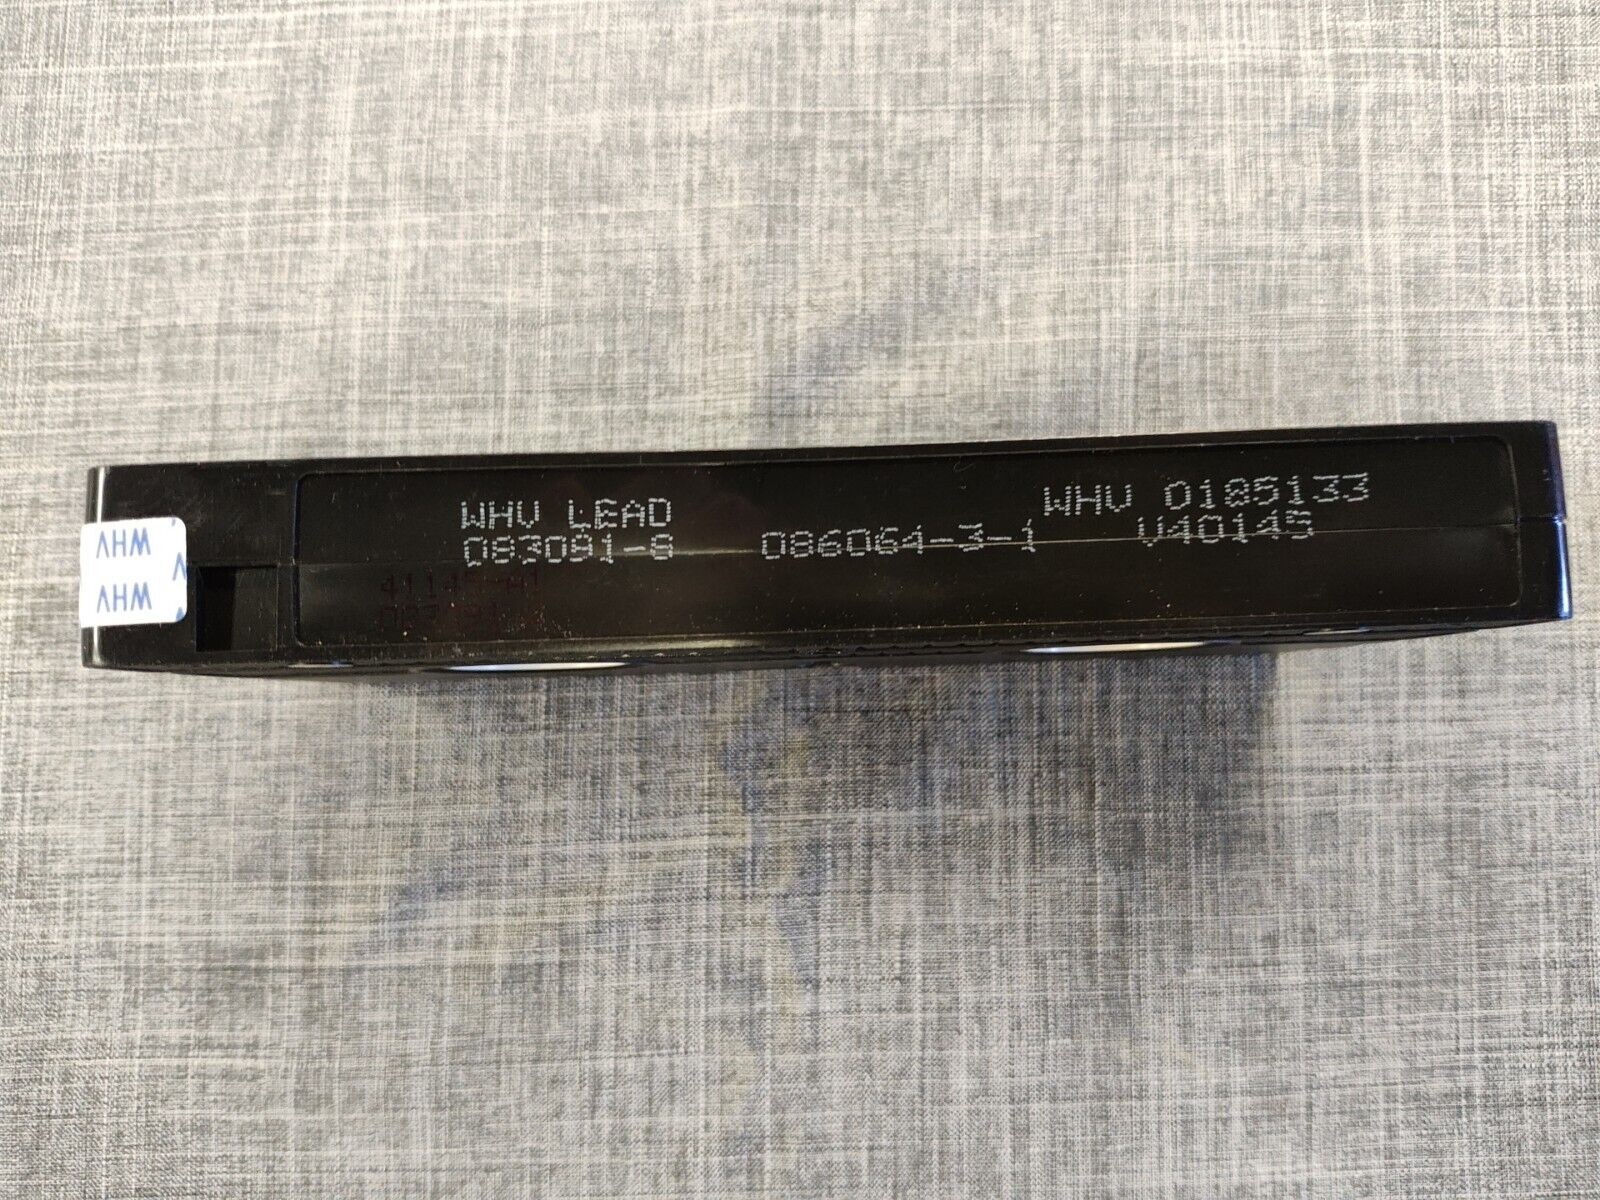 WHV
V
WHV
WHV LEAD
083091-8
086064-3-1
WHV 0185133
V40145